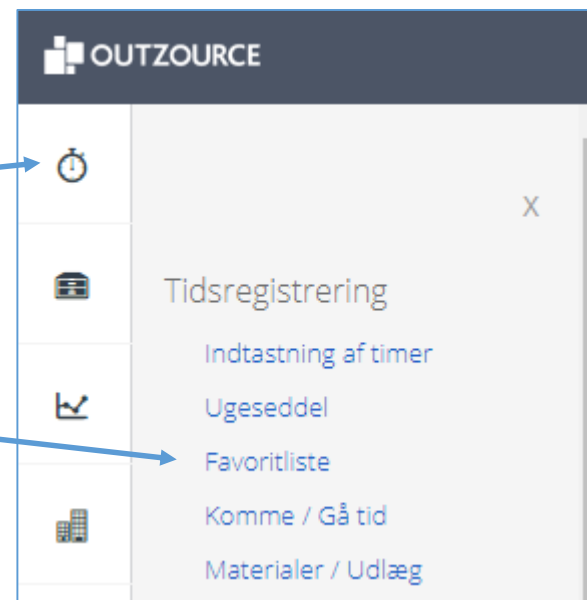 OUTZOURCE
X
Tidsregistrering
Indtastning af timer
Ugeseddel
Favoritliste
Komme / Gå tid
Materialer / Udlæg